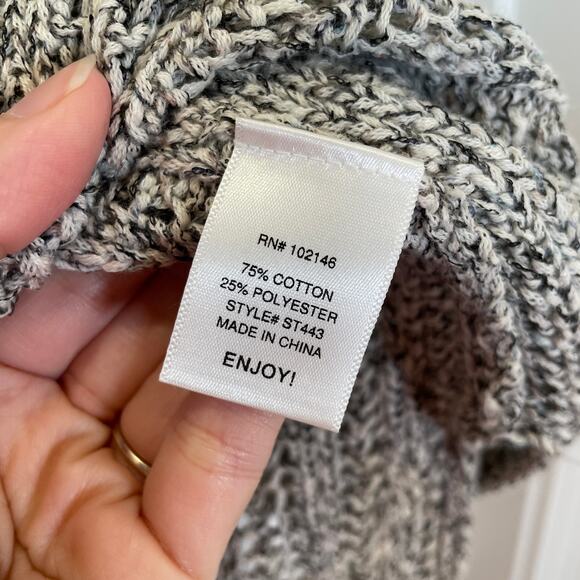 RN# 102146
75% COTTON
25% POLYESTER
STYLE# ST443
MADE IN CHINA
ENJOY!